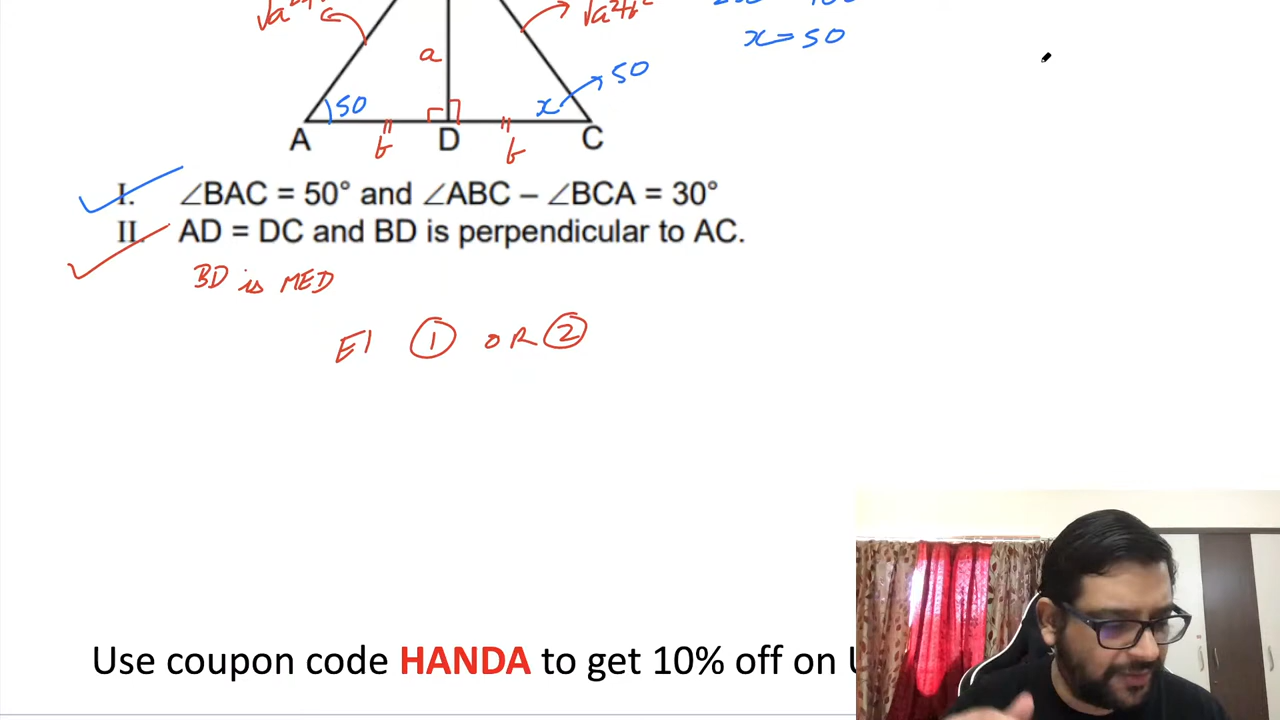 x = 50
a
50
50
x
A
D
C
b
b
I. ∠BAC = 50° and ∠ABC – ∠BCA = 30°
II. AD = DC and BD is perpendicular to AC.
BD is MED
EI ① OR ②
Use coupon code HANDA to get 10% off on